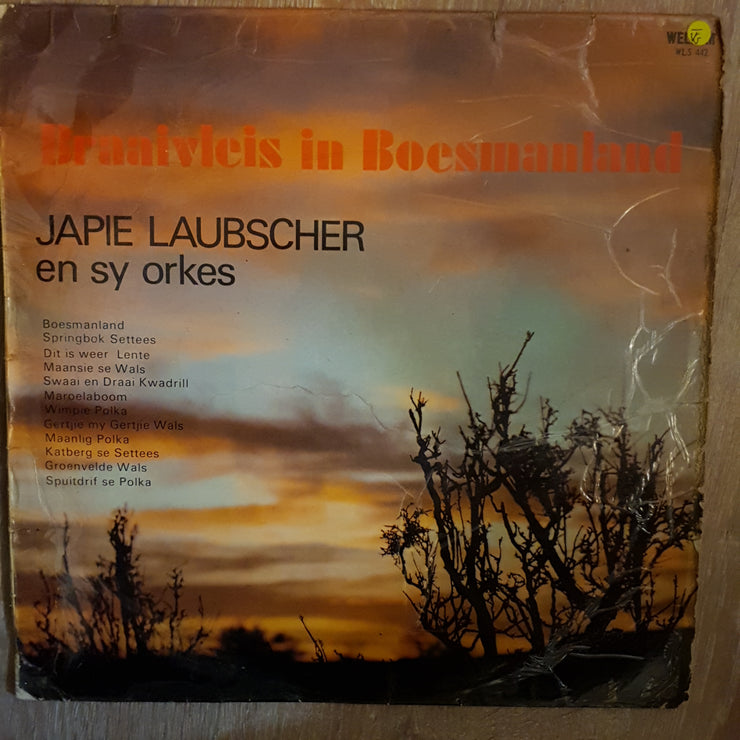 WLS 442
Braaivleis in Boesmanland
JAPIE LAUBSCHER
en sy orkes
Boesmanland
Springbok Settees
Dit is weer Lente
Maansie se Wals
Swaai en Draai Kwadrill
Maroelaboom
Wimpie Polka
Gertjie my Gertjie Wals
Maanlig Polka
Katberg se Settees
Groenvelde Wals
Spuitdrif se Polka